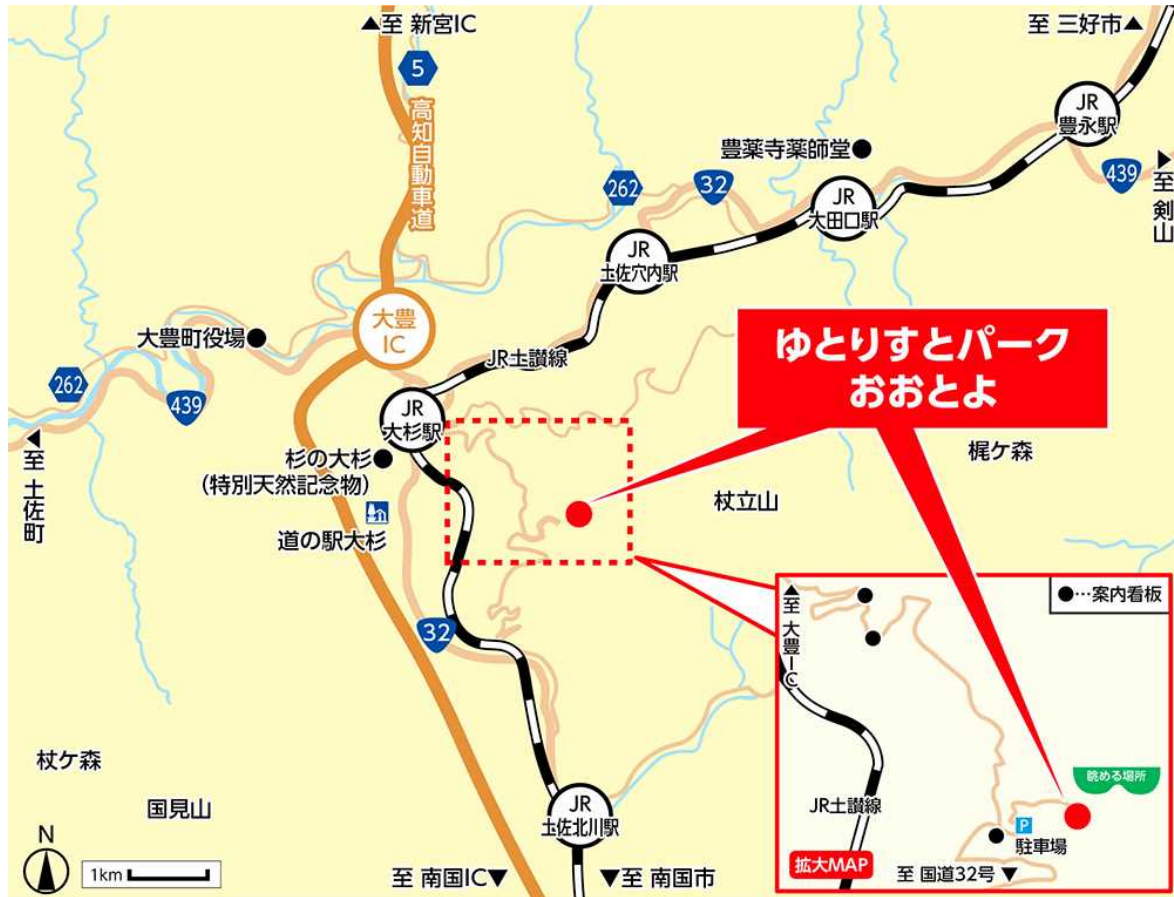 ▲至 新宮IC
至 三好市▲
5
高知自動車道
JR
豊永駅
豊薬寺薬師堂
439
▶至 剣山
262
32
JR
大田口駅
JR
土佐穴内駅
大豊
IC
大豊町役場
ゆとりすとパーク
おおとよ
JR土讃線
262
439
JR
大杉駅
◀至 土佐町
杉の大杉
(特別天然記念物)
梶ケ森
杖立山
道の駅大杉
32
●…案内看板
▲至 大豊IC
杖ケ森
国見山
眺める場所
JR土讃線
JR
土佐北川駅
P
駐車場
拡大MAP
至 国道32号 ▼
N
1km
至 南国IC▼
▼至 南国市